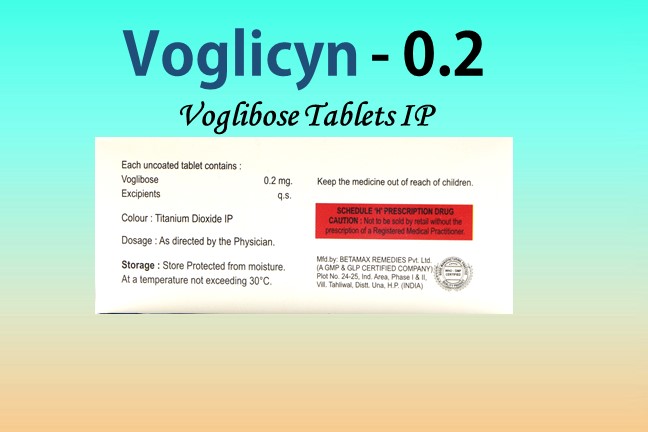 Voglicyn - 0.2
Voglibose Tablets IP
Each uncoated tablet contains :
Voglibose 0.2 mg.
Excipients q.s.
Colour : Titanium Dioxide IP
Dosage : As directed by the Physician.
Storage : Store Protected from moisture.
At a temperature not exceeding 30°C.
Keep the medicine out of reach of children.
SCHEDULE 'H' PRESCRIPTION DRUG
CAUTION : Not to be sold by retail without the
prescription of a Registered Medical Practitioner.
Mfd.by: BETAMAX REMEDIES Pvt. Ltd.
(A GMP & GLP CERTIFIED COMPANY)
Plot No. 24-25, Ind. Area, Phase I & II,
Vill. Tahliwal, Distt. Una, H.P. (INDIA)
WHO - GMP
CERTIFIED